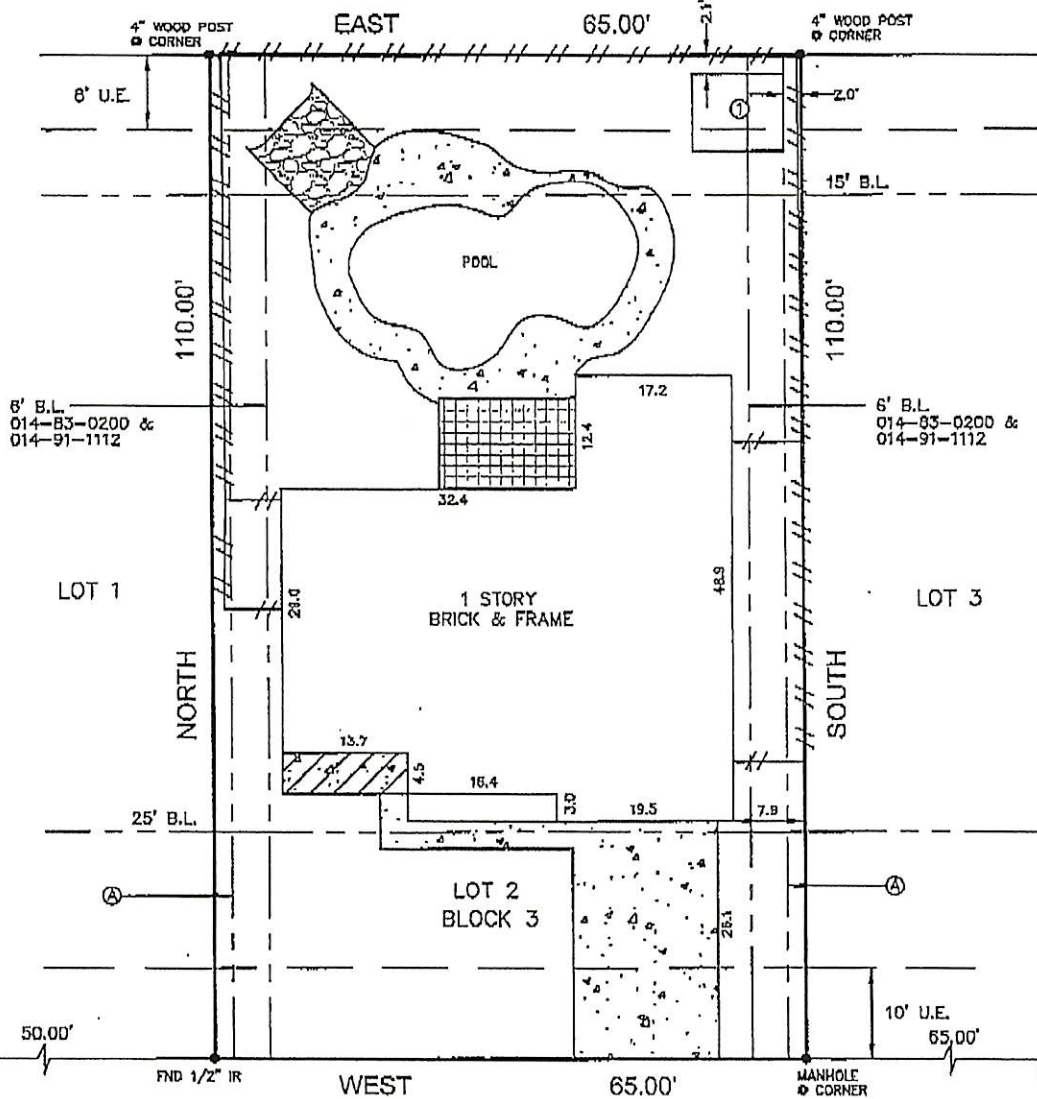 4" WOOD POST
@ CORNER
EAST
65.00'
2.1'
4" WOOD POST
@ CORNER
8' U.E.
1
2.0'
15' B.L.
POOL
110.00'
110.00'
17.2
6' B.L.
014-83-0200 &
014-91-1112
12.4
6' B.L.
014-83-0200 &
014-91-1112
32.4
LOT 1
29.0
1 STORY
BRICK & FRAME
48.9
LOT 3
NORTH
SOUTH
13.7
4.5
16.4
3.0
19.5
7.9
25' B.L.
A
LOT 2
BLOCK 3
A
25.1
10' U.E.
50.00'
65.00'
FND 1/2" IR
WEST
65.00'
MANHOLE
@ CORNER